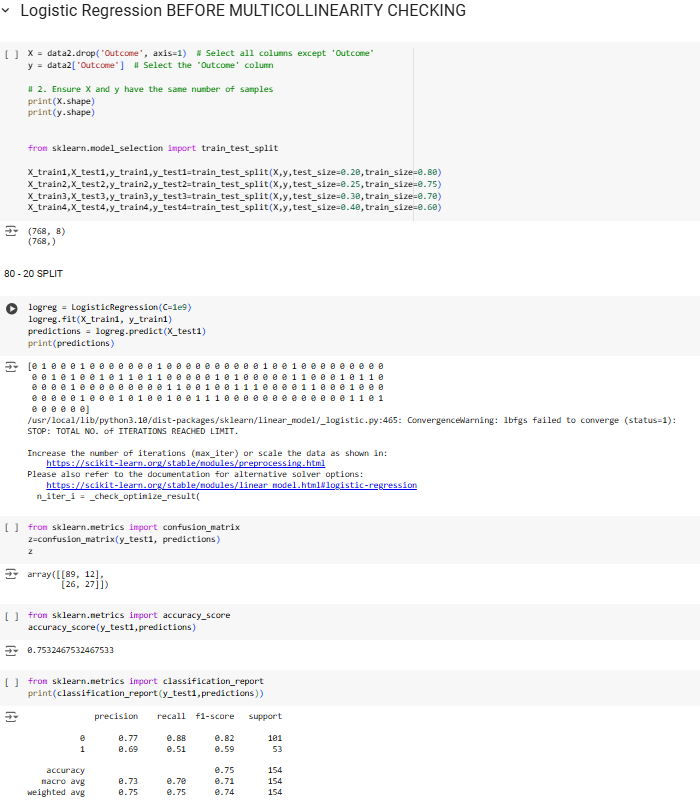 Logistic Regression BEFORE MULTICOLLINEARITY CHECKING
[ ] X = data2.drop('Outcome', axis=1)  # Select all columns except 'Outcome'
y = data2['Outcome']  # Select the 'Outcome' column
# 2. Ensure X and y have the same number of samples
print(X.shape)
print(y.shape)
from sklearn.model_selection import train_test_split
X_train1,X_test1,y_train1,y_test1=train_test_split(X,y,test_size=0.20,train_size=0.80)
X_train2,X_test2,y_train2,y_test2=train_test_split(X,y,test_size=0.25,train_size=0.75)
X_train3,X_test3,y_train3,y_test3=train_test_split(X,y,test_size=0.30,train_size=0.70)
X_train4,X_test4,y_train4,y_test4=train_test_split(X,y,test_size=0.40,train_size=0.60)
(768, 8)
(768,)
80 - 20 SPLIT
logreg = LogisticRegression(C=1e9)
logreg.fit(X_train1, y_train1)
predictions = logreg.predict(X_test1)
print(predictions)
[0 1 0 0 0 1 0 0 0 0 0 0 0 1 0 0 0 0 0 0 0 0 0 0 1 0 0 1 0 0 0 0 0 0 0 0 0
0 0 1 0 1 0 0 1 0 1 1 0 1 1 0 0 0 0 0 1 0 1 0 0 0 0 0 1 1 0 0 0 1 0 1 1 0
0 0 0 1 0 0 0 0 0 0 0 0 0 0 1 1 0 0 1 0 0 1 1 1 0 0 0 0 1 1 0 0 0 1 0 0 0
0 0 0 0 0 1 0 0 0 1 0 1 0 0 1 0 0 1 1 1 0 0 0 0 0 0 0 0 0 0 0 0 0 1 1 0 1
0 0 0 0 0 0]
/usr/local/lib/python3.10/dist-packages/sklearn/linear_model/_logistic.py:465: ConvergenceWarning: lbfgs failed to converge (status=1):
STOP: TOTAL NO. of ITERATIONS REACHED LIMIT.
Increase the number of iterations (max_iter) or scale the data as shown in:
https://scikit-learn.org/stable/modules/preprocessing.html
Please also refer to the documentation for alternative solver options:
https://scikit-learn.org/stable/modules/linear_model.html#logistic-regression
n_iter_i = _check_optimize_result(
[ ] from sklearn.metrics import confusion_matrix
z=confusion_matrix(y_test1, predictions)
z
array([[89, 12],
[26, 27]])
[ ] from sklearn.metrics import accuracy_score
accuracy_score(y_test1,predictions)
0.7532467532467533
[ ] from sklearn.metrics import classification_report
print(classification_report(y_test1,predictions))
precision recall f1-score support
0 0.77 0.88 0.82 101
1 0.69 0.51 0.59 53
accuracy 0.75 154
macro avg 0.73 0.70 0.71 154
weighted avg 0.75 0.75 0.74 154